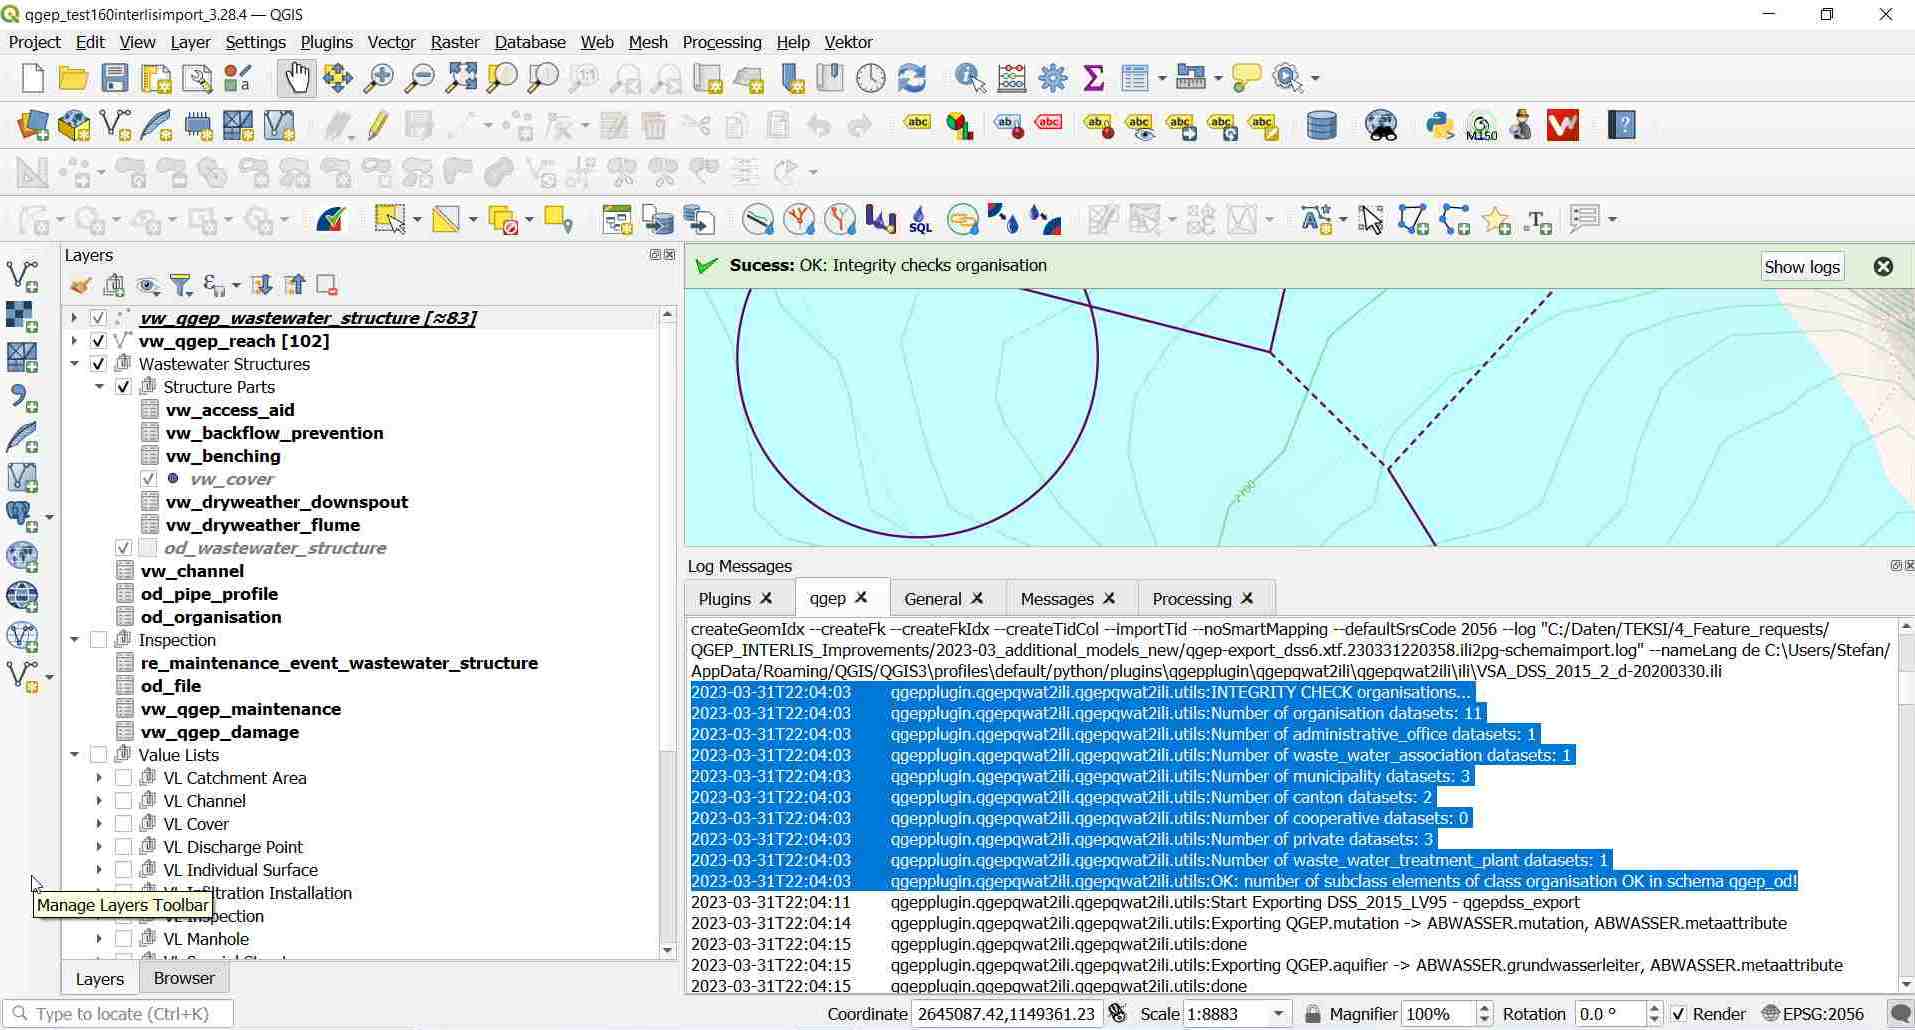 qgep_test160interlisimport_3.28.4 — QGIS
Project Edit View Layer Settings Plugins Vector Raster Database Web Mesh Processing Help Vektor
1:1
abc abc abc abc abc abc abc abc M150
SQL
Layers
Sucess: OK: Integrity checks organisation Show logs
vw_qgep_wastewater_structure [≈83]
vw_qgep_reach [102]
Wastewater Structures
Structure Parts
vw_access_aid
vw_backflow_prevention
vw_benching
vw_cover
vw_dryweather_downspout
vw_dryweather_flume
od_wastewater_structure
vw_channel
od_pipe_profile
od_organisation
Inspection
re_maintenance_event_wastewater_structure
od_file
vw_qgep_maintenance
vw_qgep_damage
Value Lists
VL Catchment Area
VL Channel
VL Cover
VL Discharge Point
VL Individual Surface
VL Infiltration Installation
VL Inspection
VL Manhole
Manage Layers Toolbar
Layers Browser
Log Messages
Plugins qgep General Messages Processing
createGeomIdx --createFk --createFkIdx --createTidCol --importTid --noSmartMapping --defaultSrsCode 2056 --log "C:/Daten/TEKSI/4_Feature_requests/
QGEP_INTERLIS_Improvements/2023-03_additional_models_new/qgep-export_dss6.xtf.230331220358.ili2pg-schemaimport.log" --nameLang de C:\Users/Stefan/
AppData/Roaming/QGIS/QGIS3\profiles\default/python/plugins\qgepplugin\qgepqwat2ili\qgepqwat2ili\ili\VSA_DSS_2015_2_d-20200330.ili
2023-03-31T22:04:03 qgepplugin.qgepqwat2ili.qgepqwat2ili.utils:INTEGRITY CHECK organisations...
2023-03-31T22:04:03 qgepplugin.qgepqwat2ili.qgepqwat2ili.utils:Number of organisation datasets: 11
2023-03-31T22:04:03 qgepplugin.qgepqwat2ili.qgepqwat2ili.utils:Number of administrative_office datasets: 1
2023-03-31T22:04:03 qgepplugin.qgepqwat2ili.qgepqwat2ili.utils:Number of waste_water_association datasets: 1
2023-03-31T22:04:03 qgepplugin.qgepqwat2ili.qgepqwat2ili.utils:Number of municipality datasets: 3
2023-03-31T22:04:03 qgepplugin.qgepqwat2ili.qgepqwat2ili.utils:Number of canton datasets: 2
2023-03-31T22:04:03 qgepplugin.qgepqwat2ili.qgepqwat2ili.utils:Number of cooperative datasets: 0
2023-03-31T22:04:03 qgepplugin.qgepqwat2ili.qgepqwat2ili.utils:Number of private datasets: 3
2023-03-31T22:04:03 qgepplugin.qgepqwat2ili.qgepqwat2ili.utils:Number of waste_water_treatment_plant datasets: 1
2023-03-31T22:04:03 qgepplugin.qgepqwat2ili.qgepqwat2ili.utils:OK: number of subclass elements of class organisation OK in schema qgep_od!
2023-03-31T22:04:11 qgepplugin.qgepqwat2ili.qgepqwat2ili.utils:Start Exporting DSS_2015_LV95 - qgepdss_export
2023-03-31T22:04:14 qgepplugin.qgepqwat2ili.qgepqwat2ili.utils:Exporting QGEP.mutation -> ABWASSER.mutation, ABWASSER.metaattribute
2023-03-31T22:04:15 qgepplugin.qgepqwat2ili.qgepqwat2ili.utils:done
2023-03-31T22:04:15 qgepplugin.qgepqwat2ili.qgepqwat2ili.utils:Exporting QGEP.aquifier -> ABWASSER.grundwasserleiter, ABWASSER.metaattribute
2023-03-31T22:04:15 qgepplugin.qgepqwat2ili.qgepqwat2ili.utils:done
Type to locate (Ctrl+K) Coordinate 2645087.42,1149361.23 Scale 1:8883 Magnifier 100% Rotation 0.0 ° Render EPSG:2056